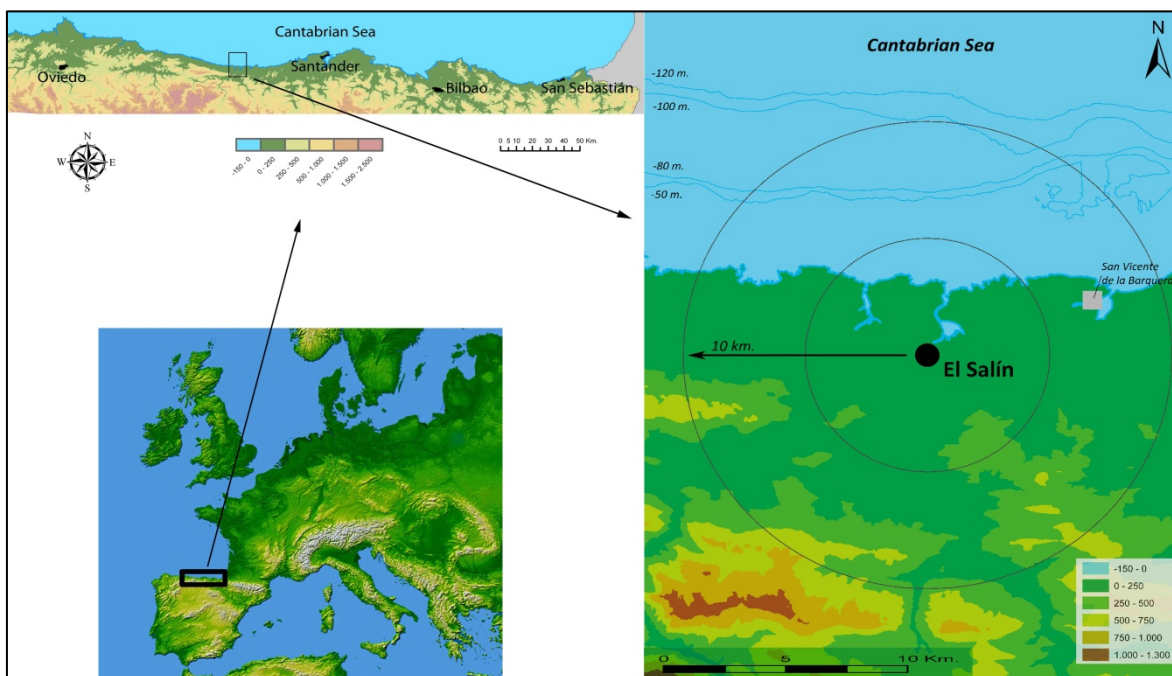 Cantabrian Sea
Oviedo
Santander
Bilbao
San Sebastián
N
W
E
S
-150 - 0
0 - 250
250 - 500
500 - 1.000
1.000 - 1.500
1.500 - 2.500
0 5 10 20 30 40 50 Km.
Cantabrian Sea
N
-120 m.
-100 m.
-80 m.
-50 m.
San Vicente
de la Barquera
10 km.
El Salín
-150 - 0
0 - 250
250 - 500
500 - 750
750 - 1.000
1.000 - 1.300
0 5 10 Km.